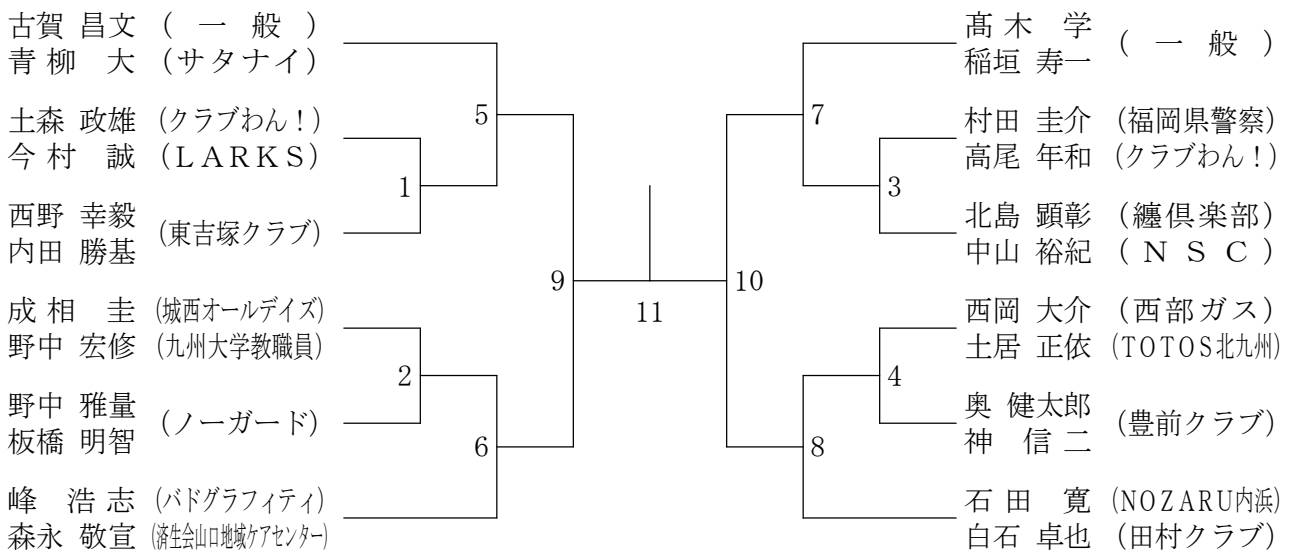 古賀 昌文 ( 一 般 )
青 柳 大 (サタナイ)
土森 政雄 (クラブわん！)
今 村 誠 (ＬＡＲＫＳ)
西野 幸毅
内田 勝基
(東吉塚クラブ)
成 相 圭 (城西オールデイズ)
野中 宏修 (九州大学教職員)
野中 雅量
板橋 明智
(ノーガード)
峰 浩 志 (バドグラフィティ)
森永 敬宣 (済生会山口地域ケアセンター)
5
1
2
6
9
11
10
7
3
4
8
髙 木 学
稲垣 寿一
( 一 般 )
村田 圭介 (福岡県警察)
高尾 年和 (クラブわん！)
北島 顕彰 (纏倶楽部)
中山 裕紀 ( Ｎ Ｓ Ｃ )
西岡 大介 (西部ガス)
土居 正依 (ＴＯＴＯＳ北九州)
奥 健太郎
神 信 二
(豊前クラブ)
石 田 寛 (ＮＯＺＡＲＵ内浜)
白石 卓也 (田村クラブ)